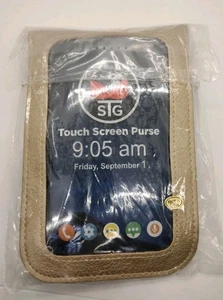 STG
Touch Screen Purse
9:05 am
Friday, September 1